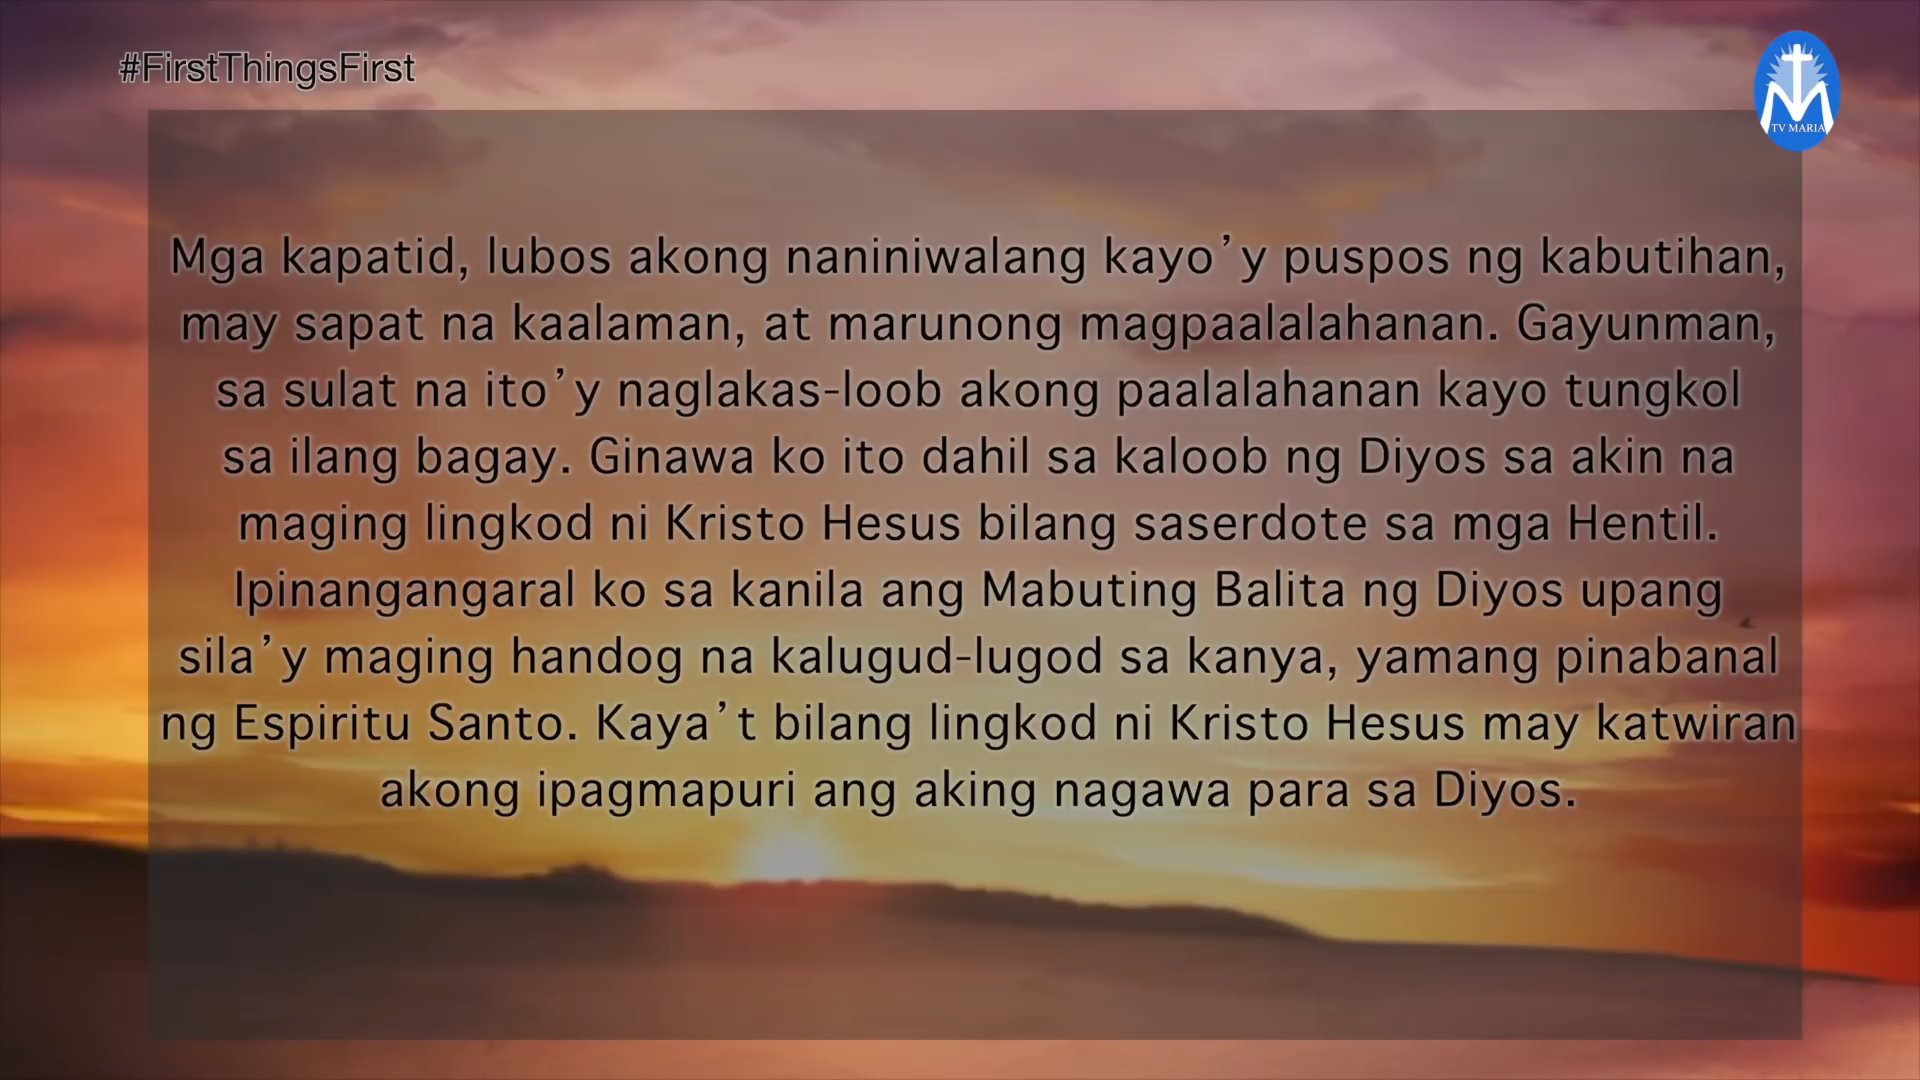 #FirstThingsFirst
TV MARIA
Mga kapatid, lubos akong naniniwalang kayo’y puspos ng kabutihan,
may sapat na kaalaman, at marunong magpaalalahanan. Gayunman,
sa sulat na ito’y naglakas-loob akong paalalahanan kayo tungkol
sa ilang bagay. Ginawa ko ito dahil sa kaloob ng Diyos sa akin na
maging lingkod ni Kristo Hesus bilang saserdote sa mga Hentil.
Ipinangangaral ko sa kanila ang Mabuting Balita ng Diyos upang
sila’y maging handog na kalugud-lugod sa kanya, yamang pinabanal
ng Espiritu Santo. Kaya’t bilang lingkod ni Kristo Hesus may katwiran
akong ipagmapuri ang aking nagawa para sa Diyos.